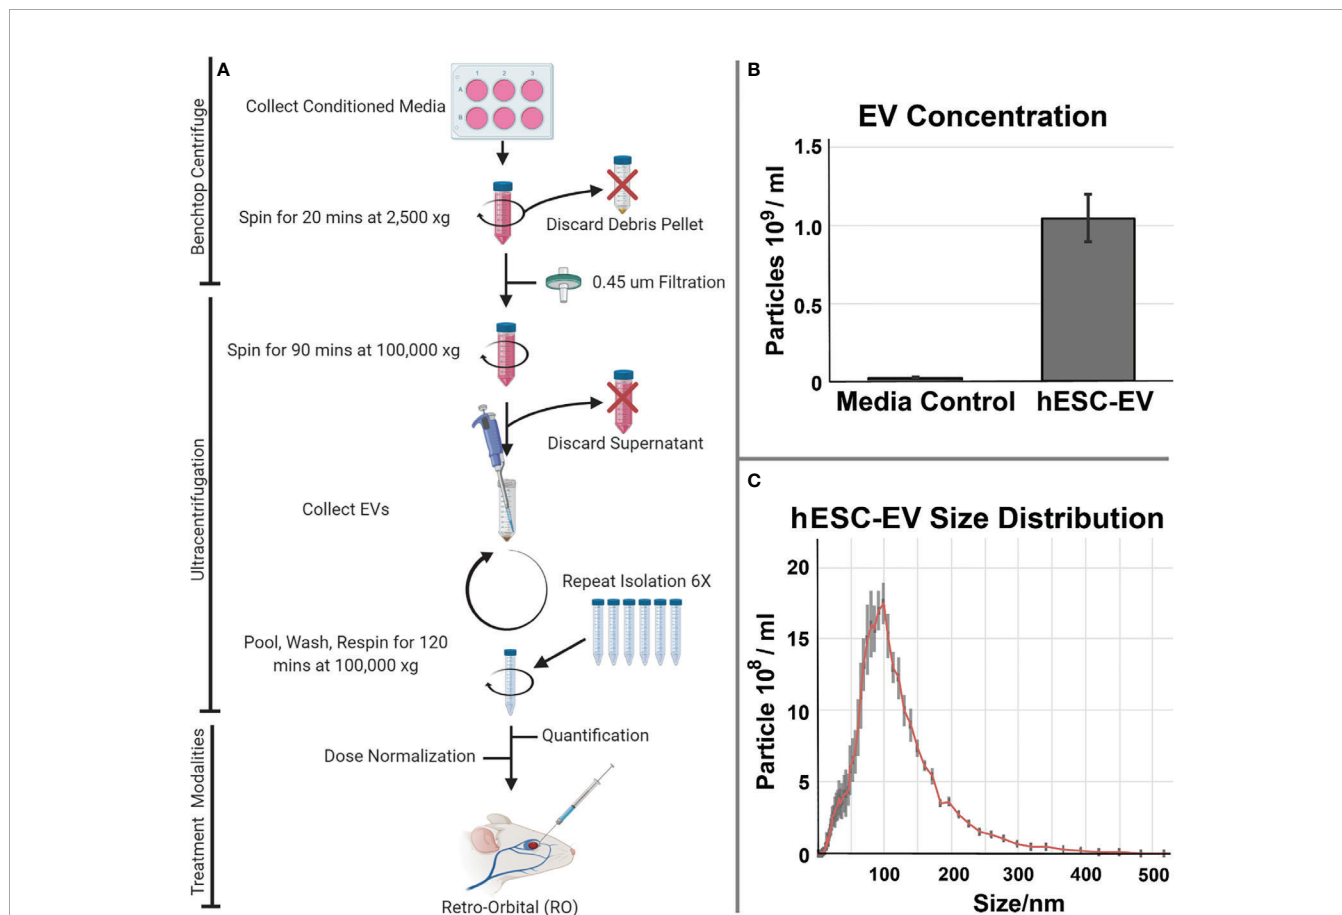 A
Benchtop Centrifuge
Collect Conditioned Media
1 2 3
A
B
Spin for 20 mins at 2,500 xg
Discard Debris Pellet
0.45 um Filtration
Ultracentrifugation
Spin for 90 mins at 100,000 xg
Discard Supernatant
Collect EVs
Repeat Isolation 6X
Pool, Wash, Respin for 120
mins at 100,000 xg
Treatment Modalities
Quantification
Dose Normalization
Retro-Orbital (RO)
B
EV Concentration
Particles 10⁹ / ml
1.5
1.0
0.5
0
Media Control hESC-EV
C
hESC-EV Size Distribution
Particle 10⁸ / ml
20
15
10
5
0
100 200 300 400 500
Size/nm